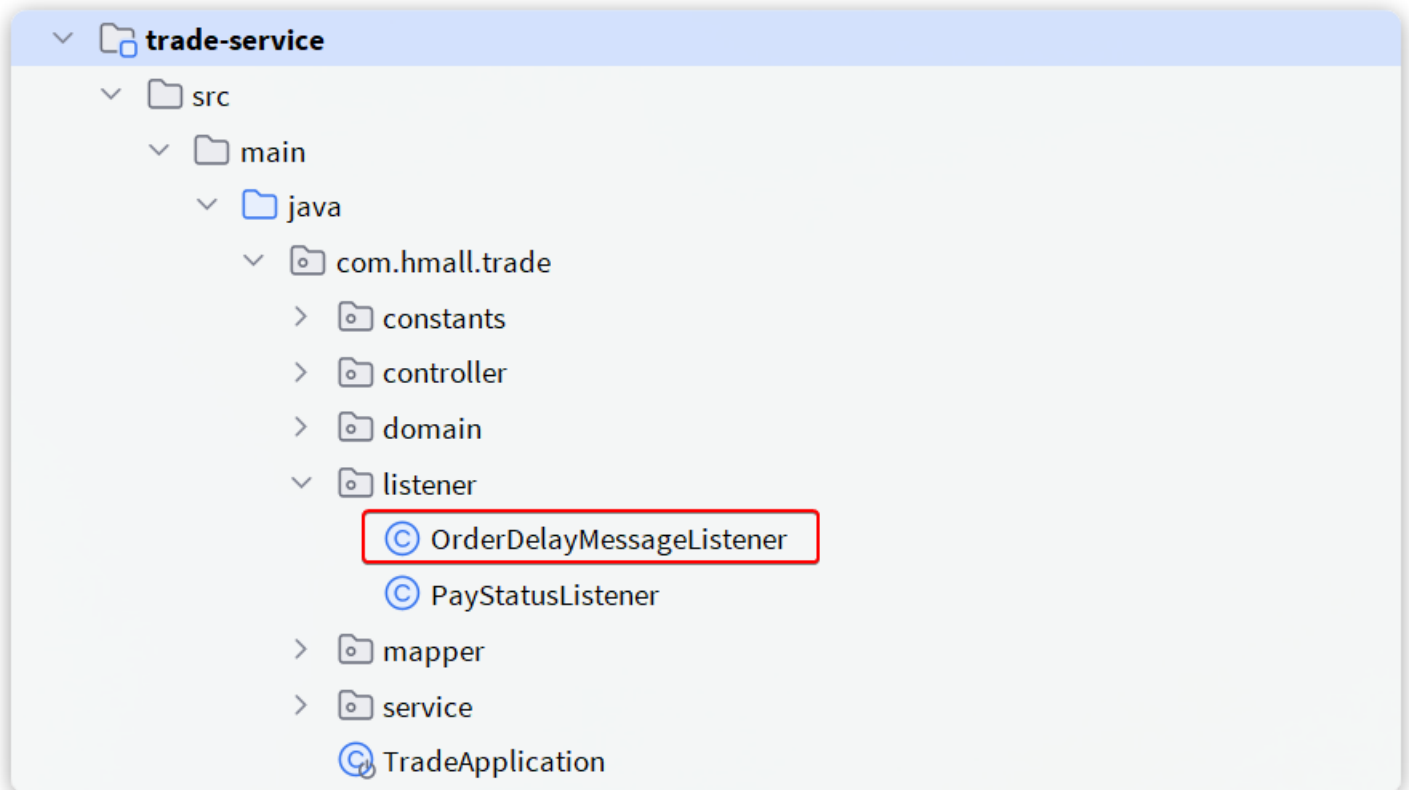 trade-service
src
main
java
com.hmall.trade
constants
controller
domain
listener
OrderDelayMessageListener
PayStatusListener
mapper
service
TradeApplication